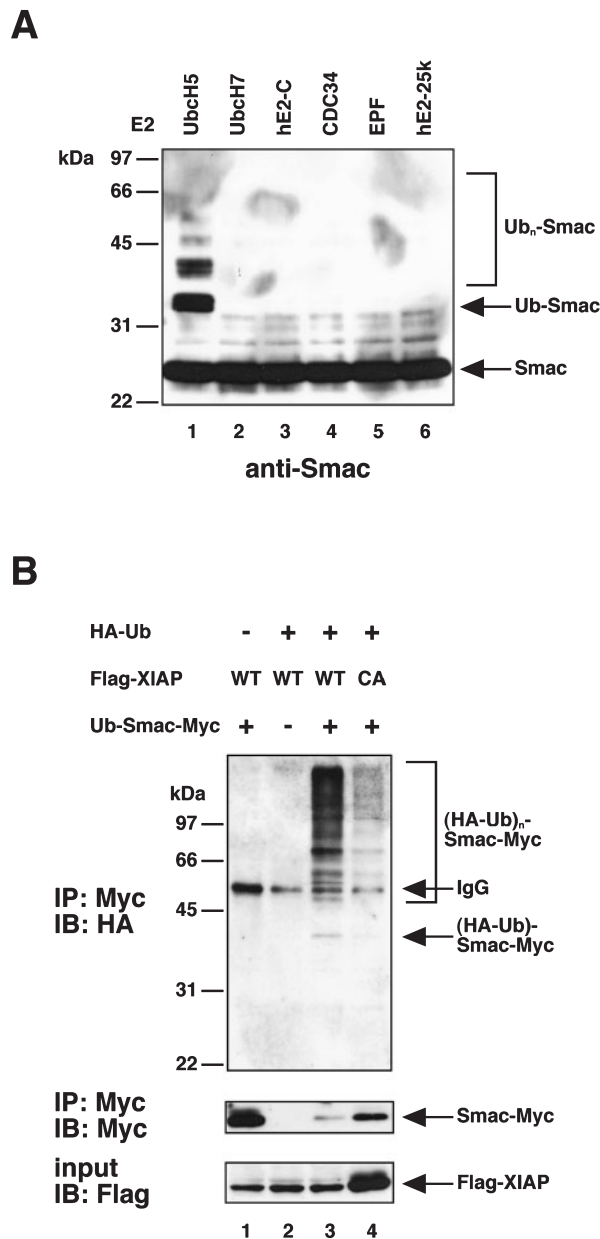 A
E2 UbcH5 UbcH7 hE2-C CDC34 EPF hE2-25k
kDa
97
66
45
31
22
Ubn-Smac
Ub-Smac
Smac
1 2 3 4 5 6
anti-Smac
B
HA-Ub - + + +
Flag-XIAP WT WT WT CA
Ub-Smac-Myc + - + +
kDa
97
66
45
31
22
(HA-Ub)n-
Smac-Myc
IgG
(HA-Ub)-
Smac-Myc
IP: Myc
IB: HA
IP: Myc
IB: Myc
Smac-Myc
input
IB: Flag
Flag-XIAP
1 2 3 4